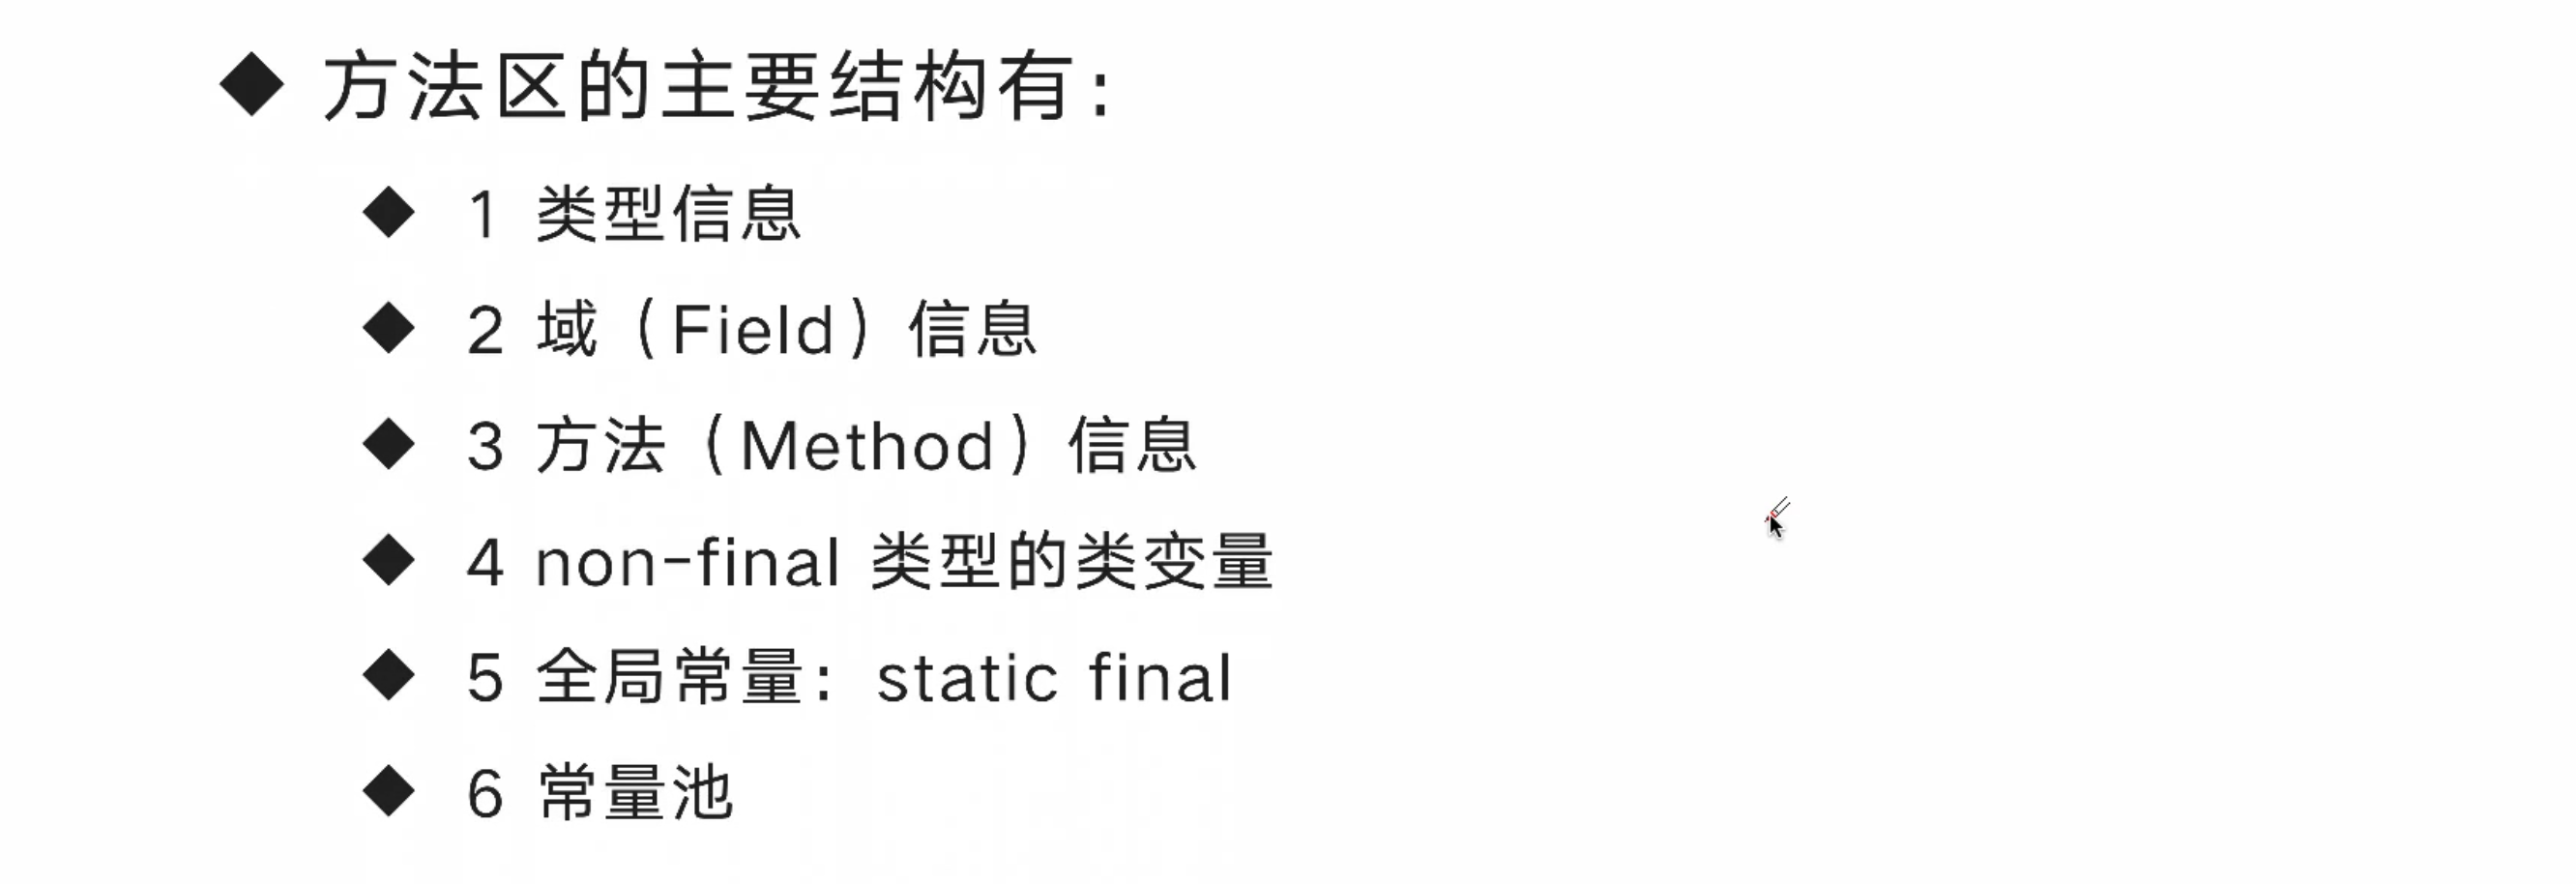 方法区的主要结构有：
1 类型信息
2 域（Field）信息
3 方法（Method）信息
4 non-final 类型的类变量
5 全局常量：static final
6 常量池